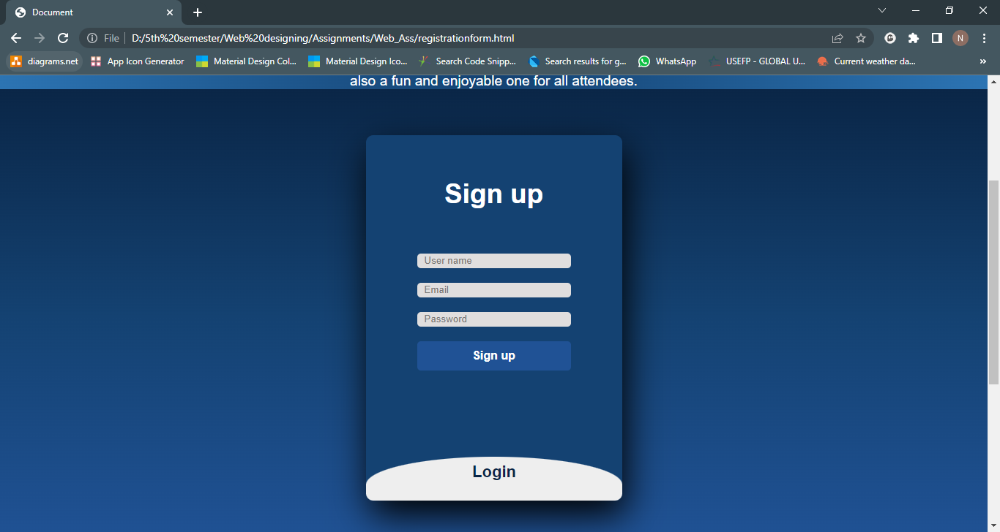 Document
File
D:/5th%20semester/Web%20designing/Assignments/Web_Ass/registrationform.html
N
diagrams.net
App Icon Generator
Material Design Col...
Material Design Ico...
Search Code Snipp...
Search results for g...
WhatsApp
USEFP - GLOBAL U...
Current weather da...
»
also a fun and enjoyable one for all attendees.
Sign up
User name
Email
Password
Sign up
Login